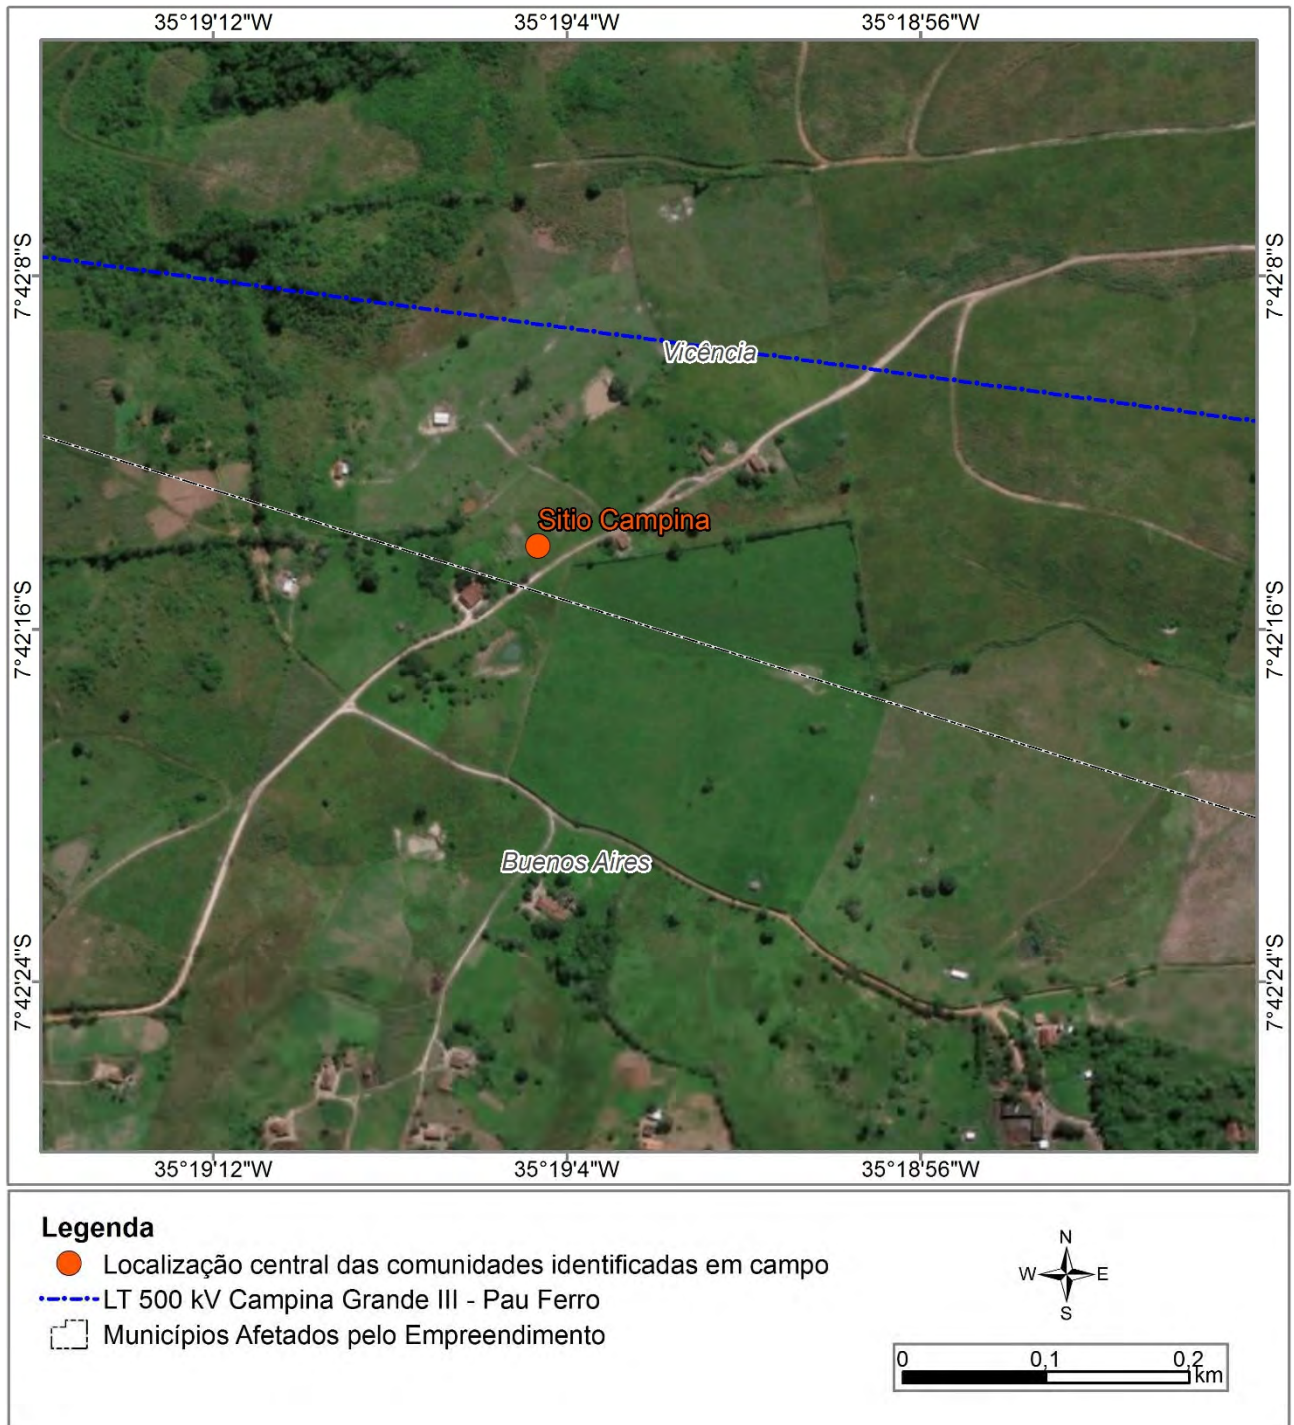 35°19'12"W 35°19'4"W 35°18'56"W
7°42'8"S 7°42'8"S
Vicência
Sitio Campina
7°42'16"S 7°42'16"S
Buenos Aires
7°42'24"S 7°42'24"S
35°19'12"W 35°19'4"W 35°18'56"W
Legenda
Localização central das comunidades identificadas em campo
LT 500 kV Campina Grande III - Pau Ferro
Municípios Afetados pelo Empreendimento
N
W E
S
0 0,1 0,2
km